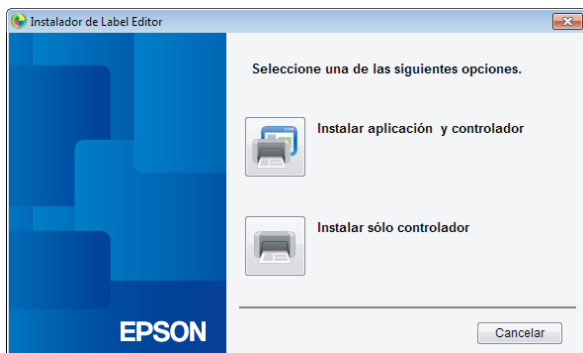 Instalador de Label Editor
Seleccione una de las siguientes opciones.
Instalar aplicación y controlador
Instalar sólo controlador
EPSON
Cancelar